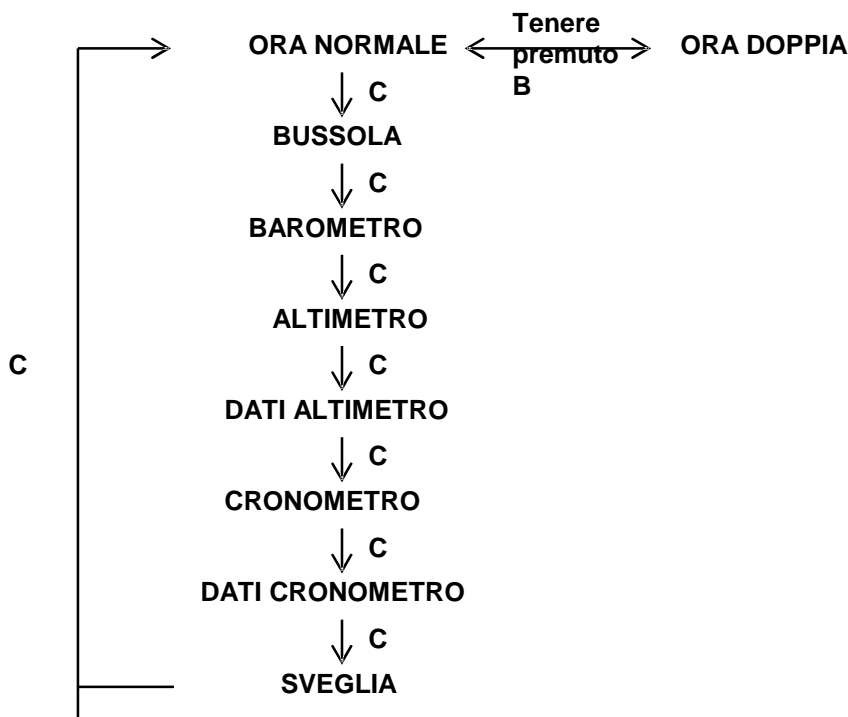 Tenere
ORA NORMALE premuto ORA DOPPIA
B
C
BUSSOLA
C
BAROMETRO
C
ALTIMETRO
C C
DATI ALTIMETRO
C
CRONOMETRO
C
DATI CRONOMETRO
C
SVEGLIA